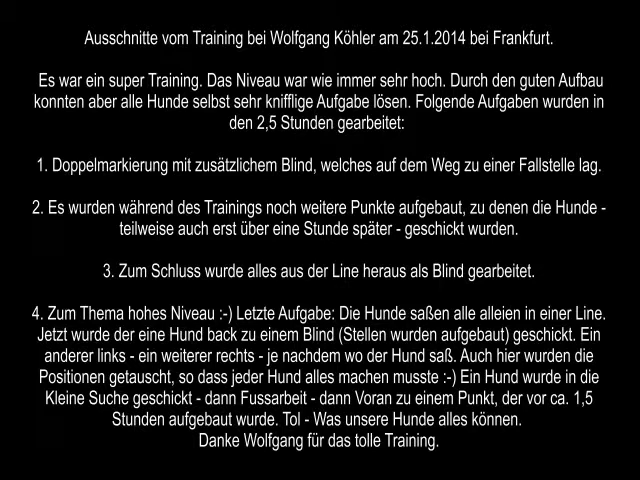 Ausschnitte vom Training bei Wolfgang Köhler am 25.1.2014 bei Frankfurt.
Es war ein super Training. Das Niveau war wie immer sehr hoch. Durch den guten Aufbau
konnten aber alle Hunde selbst sehr knifflige Aufgabe lösen. Folgende Aufgaben wurden in
den 2,5 Stunden gearbeitet:
1. Doppelmarkierung mit zusätzlichem Blind, welches auf dem Weg zu einer Fallstelle lag.
2. Es wurden während des Trainings noch weitere Punkte aufgebaut, zu denen die Hunde -
teilweise auch erst über eine Stunde später - geschickt wurden.
3. Zum Schluss wurde alles aus der Line heraus als Blind gearbeitet.
4. Zum Thema hohes Niveau :-) Letzte Aufgabe: Die Hunde saßen alle alleien in einer Line.
Jetzt wurde der eine Hund back zu einem Blind (Stellen wurden aufgebaut) geschickt. Ein
anderer links - ein weiterer rechts - je nachdem wo der Hund saß. Auch hier wurden die
Positionen getauscht, so dass jeder Hund alles machen musste :-) Ein Hund wurde in die
Kleine Suche geschickt - dann Fussarbeit - dann Voran zu einem Punkt, der vor ca. 1,5
Stunden aufgebaut wurde. Tol - Was unsere Hunde alles können.
Danke Wolfgang für das tolle Training.